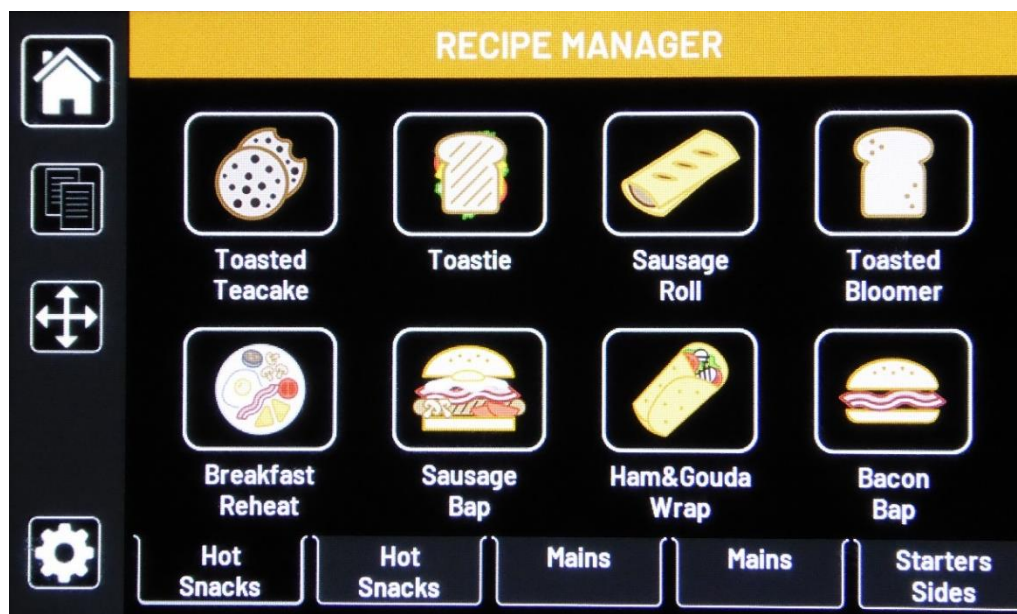 RECIPE MANAGER
Toasted
Teacake
Toastie
Sausage
Roll
Toasted
Bloomer
Breakfast
Reheat
Sausage
Bap
Ham&Gouda
Wrap
Bacon
Bap
Hot
Snacks
Hot
Snacks
Mains
Mains
Starters
Sides